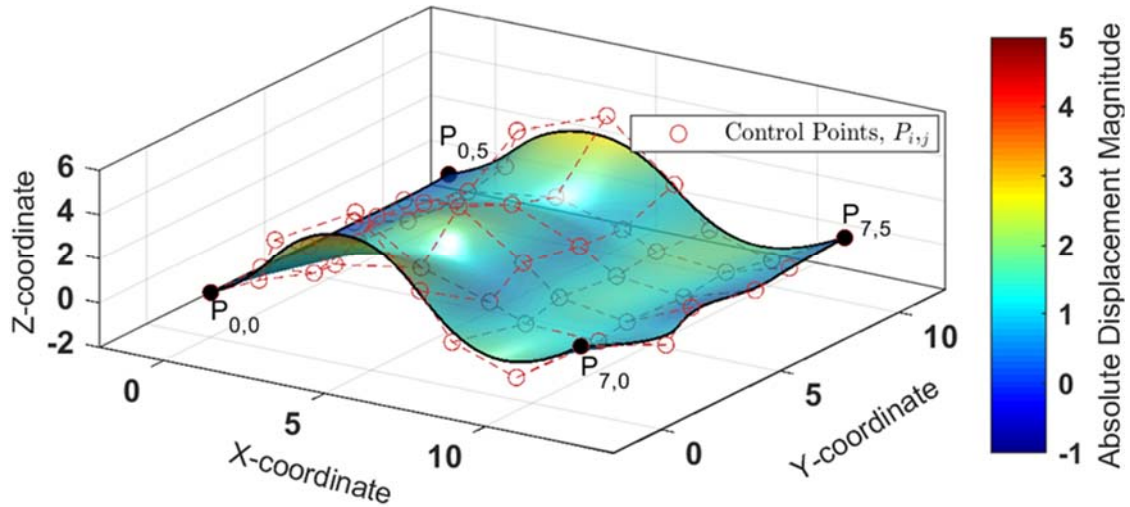 Control Points, P_{i,j}
P_{0,5}
P_{7,5}
P_{0,0}
P_{7,0}
Z-coordinate
6
4
2
0
-2
X-coordinate
0
5
10
Y-coordinate
0
5
10
5
4
3
2
1
0
-1
Absolute Displacement Magnitude